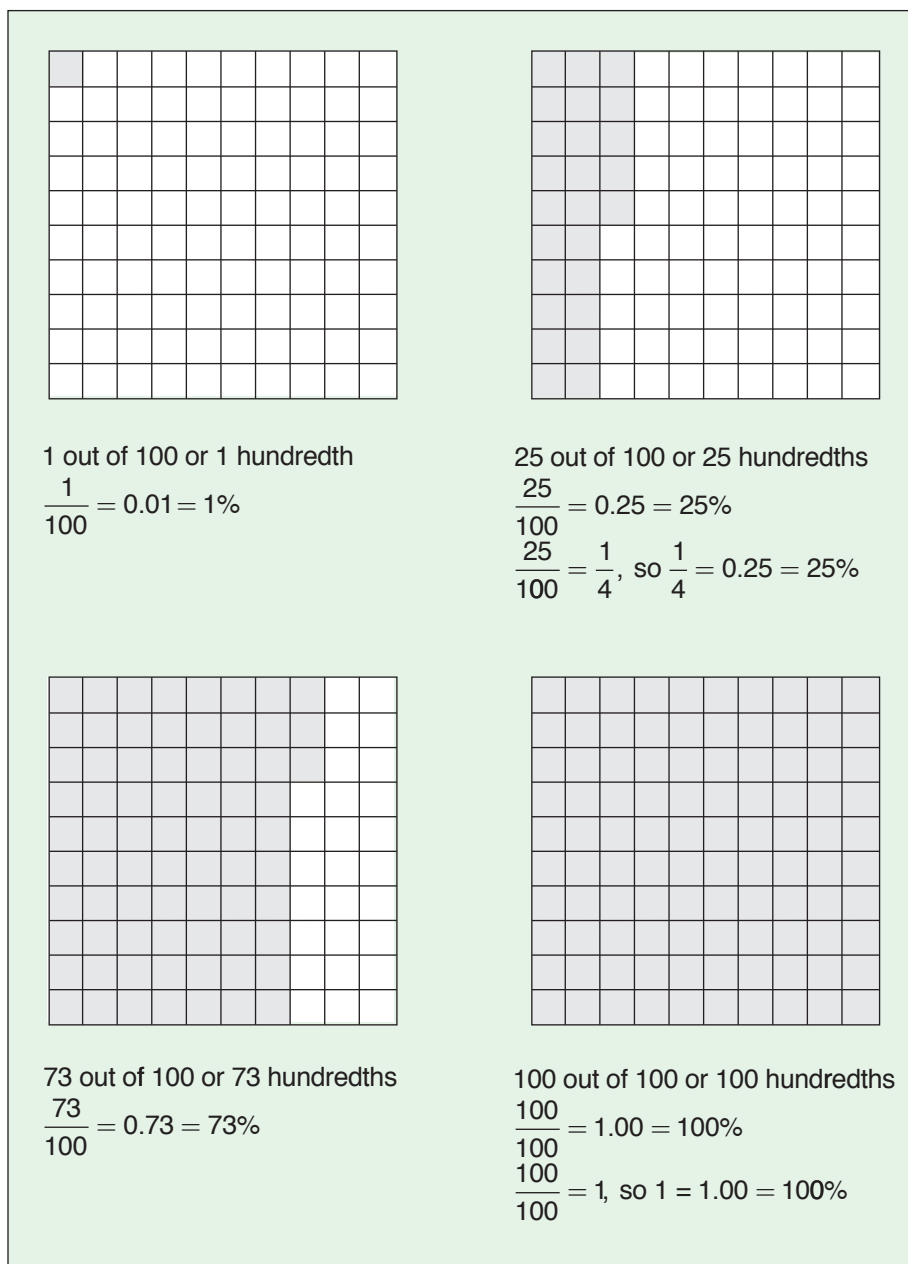 1 out of 100 or 1 hundredth
1/100 = 0.01 = 1%
25 out of 100 or 25 hundredths
25/100 = 0.25 = 25%
25/100 = 1/4, so 1/4 = 0.25 = 25%
73 out of 100 or 73 hundredths
73/100 = 0.73 = 73%
100 out of 100 or 100 hundredths
100/100 = 1.00 = 100%
100/100 = 1, so 1 = 1.00 = 100%